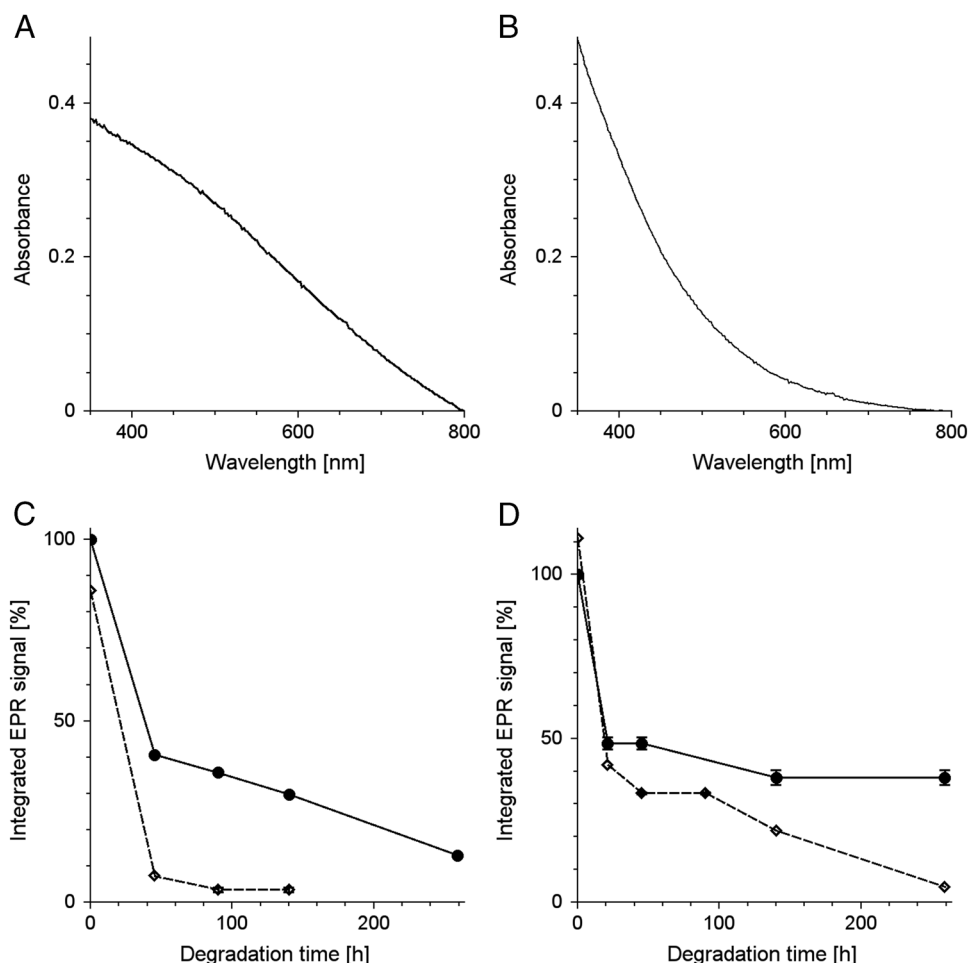 A
Absorbance
0.4
0.2
0
400
600
800
Wavelength [nm]
B
Absorbance
0.4
0.2
0
400
600
800
Wavelength [nm]
C
Integrated EPR signal [%]
100
50
0
0
100
200
Degradation time [h]
D
Integrated EPR signal [%]
100
50
0
0
100
200
Degradation time [h]